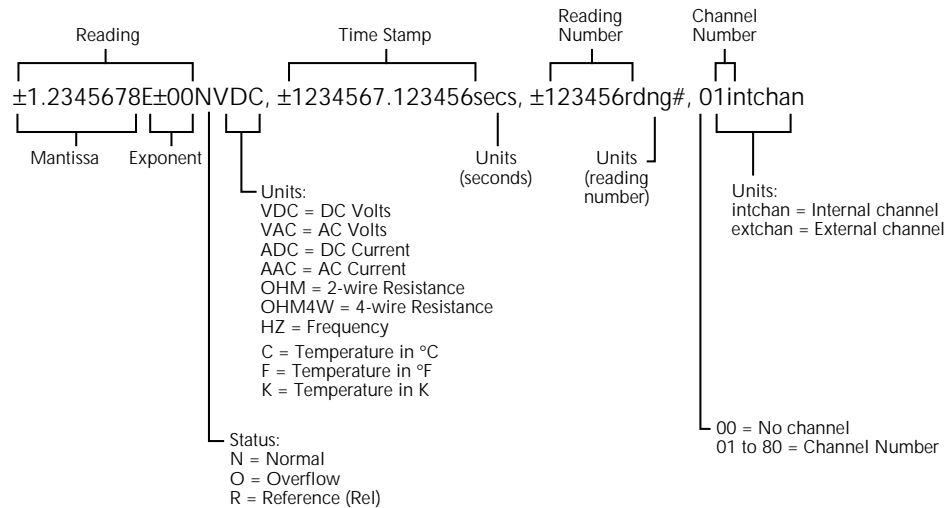 Reading
Time Stamp
Reading
Number
Channel
Number
±1.2345678E±00NVDC, ±1234567.123456secs, ±123456rdng#, 01intchan
Mantissa
Exponent
Units
(seconds)
Units
(reading
number)
Units:
intchan = Internal channel
extchan = External channel
Units:
VDC = DC Volts
VAC = AC Volts
ADC = DC Current
AAC = AC Current
OHM = 2-wire Resistance
OHM4W = 4-wire Resistance
HZ = Frequency
C = Temperature in °C
F = Temperature in °F
K = Temperature in K
00 = No channel
01 to 80 = Channel Number
Status:
N = Normal
O = Overflow
R = Reference (Rel)